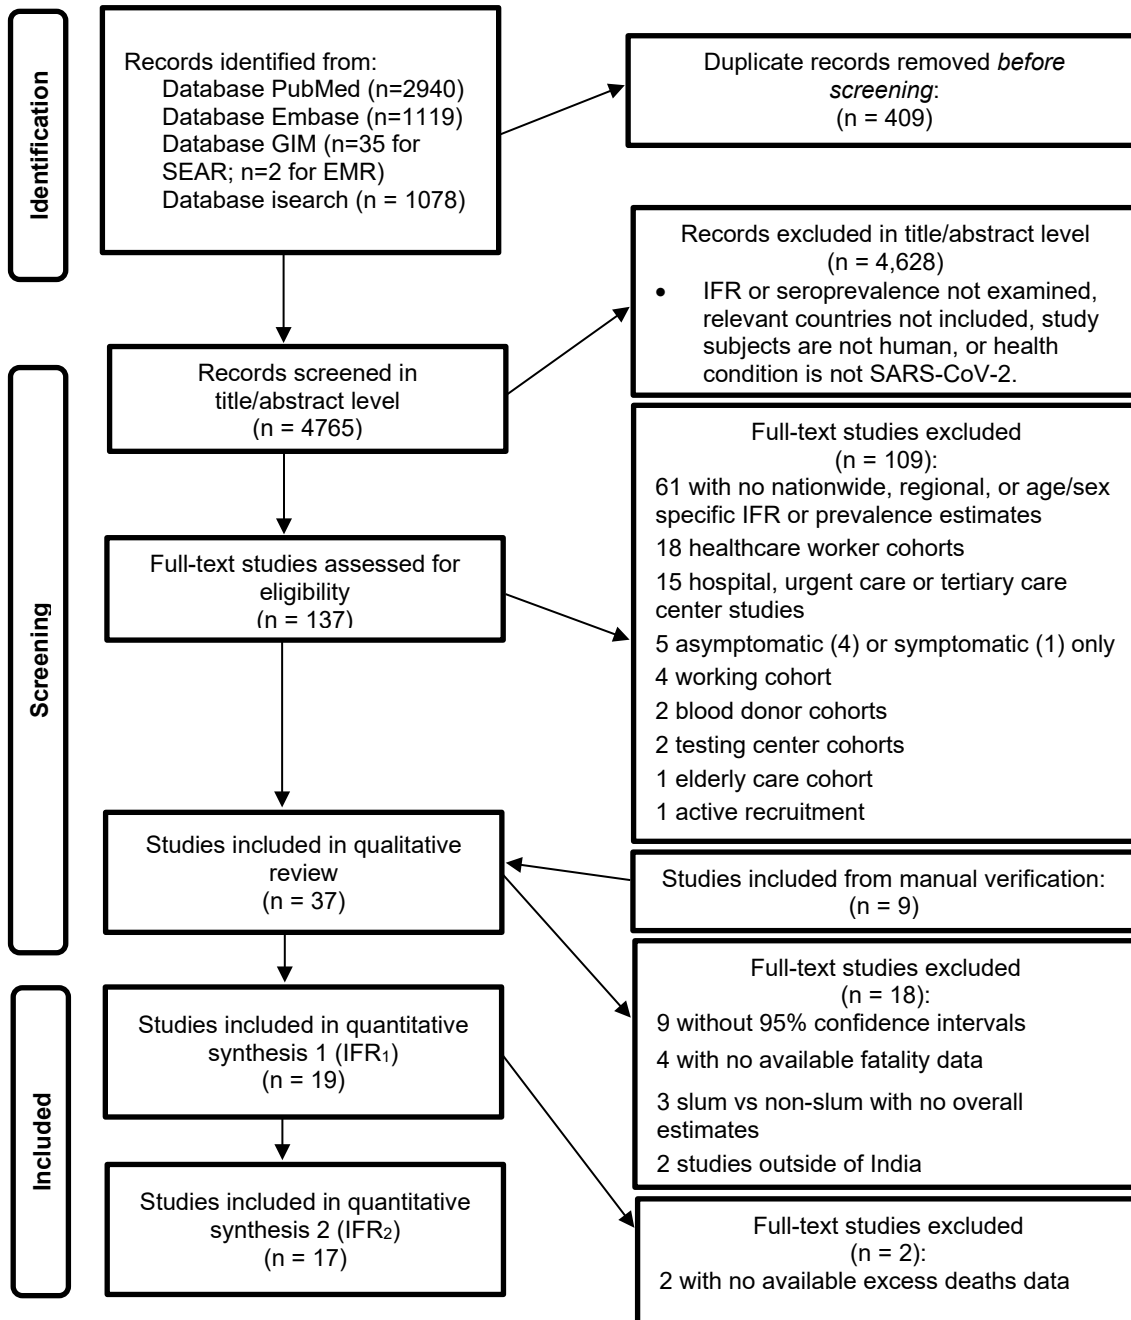 Identification
Records identified from:
Database PubMed (n=2940)
Database Embase (n=1119)
Database GIM (n=35 for
SEAR; n=2 for EMR)
Database isearch (n = 1078)
Duplicate records removed before
screening:
(n = 409)
Records excluded in title/abstract level
(n = 4,628)
• IFR or seroprevalence not examined,
relevant countries not included, study
subjects are not human, or health
condition is not SARS-CoV-2.
Screening
Records screened in
title/abstract level
(n = 4765)
Full-text studies assessed for
eligibility
(n = 137)
Full-text studies excluded
(n = 109):
61 with no nationwide, regional, or age/sex
specific IFR or prevalence estimates
18 healthcare worker cohorts
15 hospital, urgent care or tertiary care
center studies
5 asymptomatic (4) or symptomatic (1) only
4 working cohort
2 blood donor cohorts
2 testing center cohorts
1 elderly care cohort
1 active recruitment
Studies included in qualitative
review
(n = 37)
Studies included from manual verification:
(n = 9)
Full-text studies excluded
(n = 18):
9 without 95% confidence intervals
4 with no available fatality data
3 slum vs non-slum with no overall
estimates
2 studies outside of India
Included
Studies included in quantitative
synthesis 1 (IFR₁)
(n = 19)
Studies included in quantitative
synthesis 2 (IFR₂)
(n = 17)
Full-text studies excluded
(n = 2):
2 with no available excess deaths data